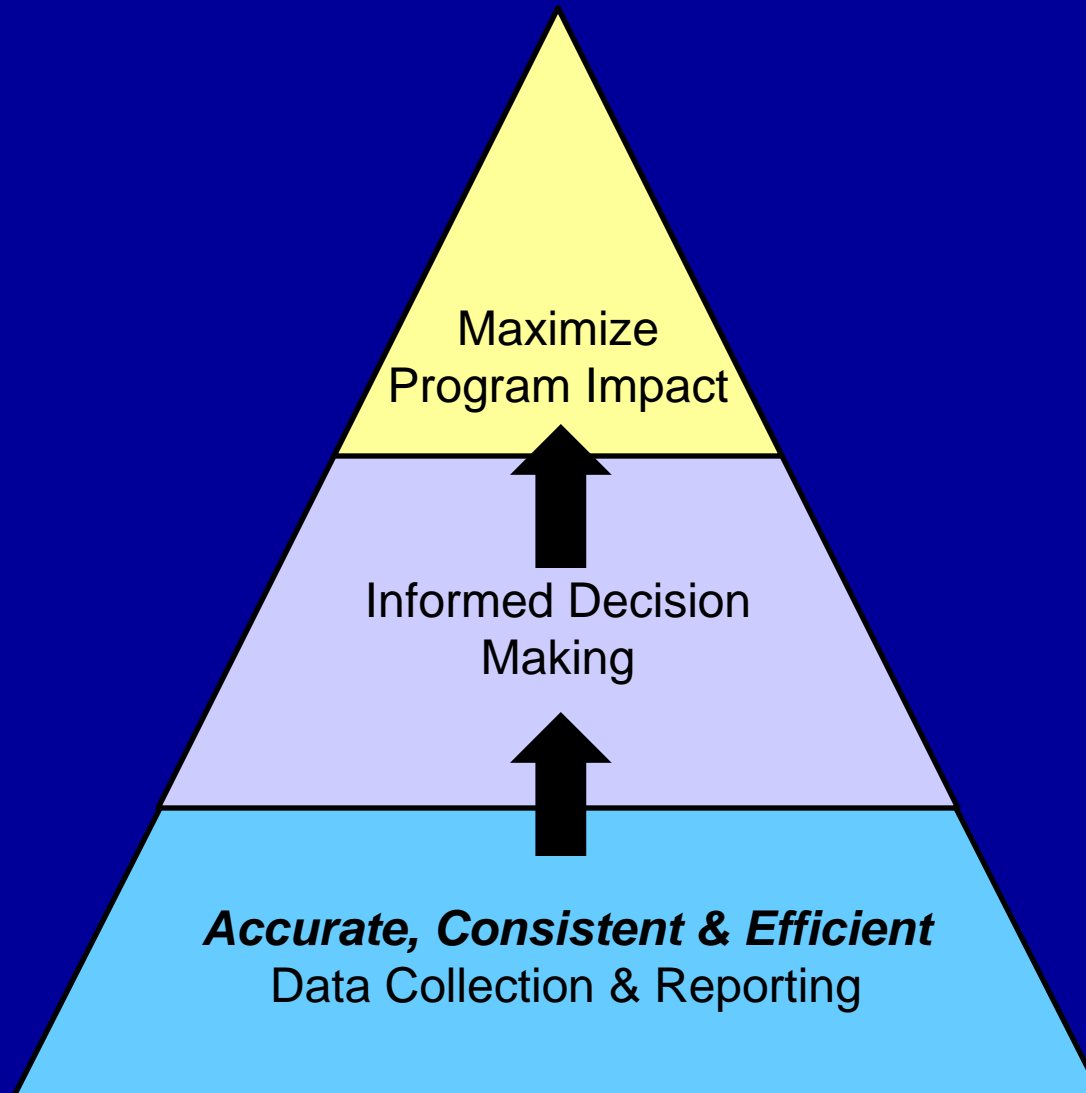 Maximize
Program Impact
Informed Decision
Making
Accurate, Consistent & Efficient
Data Collection & Reporting